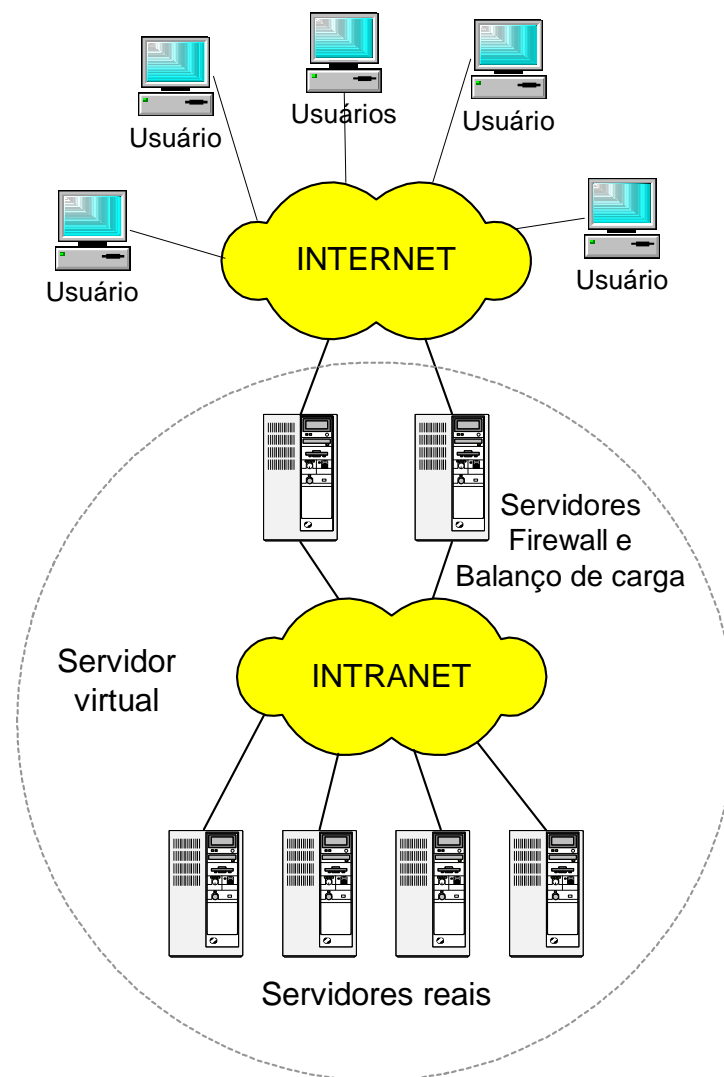 Usuário
Usuários
Usuário
Usuário
Usuário
INTERNET
Servidores
Firewall e
Balanço de carga
Servidor
virtual
INTRANET
Servidores reais